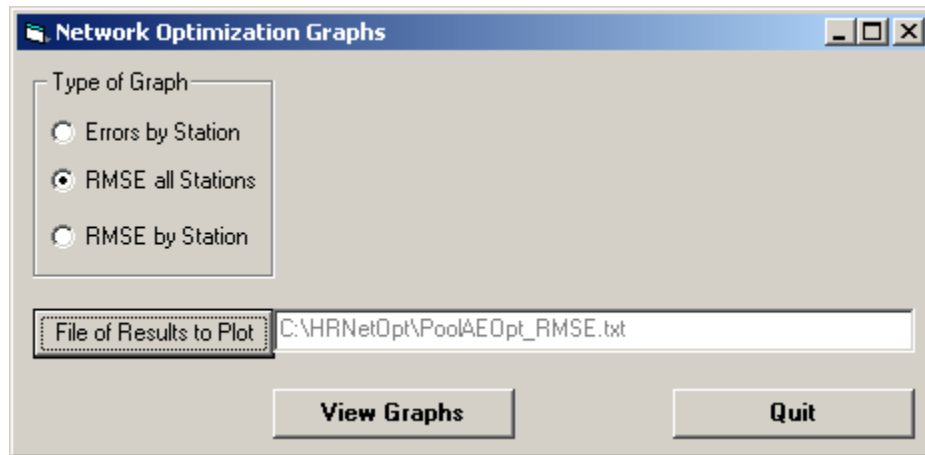 Network Optimization Graphs
Type of Graph
Errors by Station
RMSE all Stations
RMSE by Station
File of Results to Plot
C:\HRNetOpt\PoolAEOpt_RMSE.txt
View Graphs
Quit